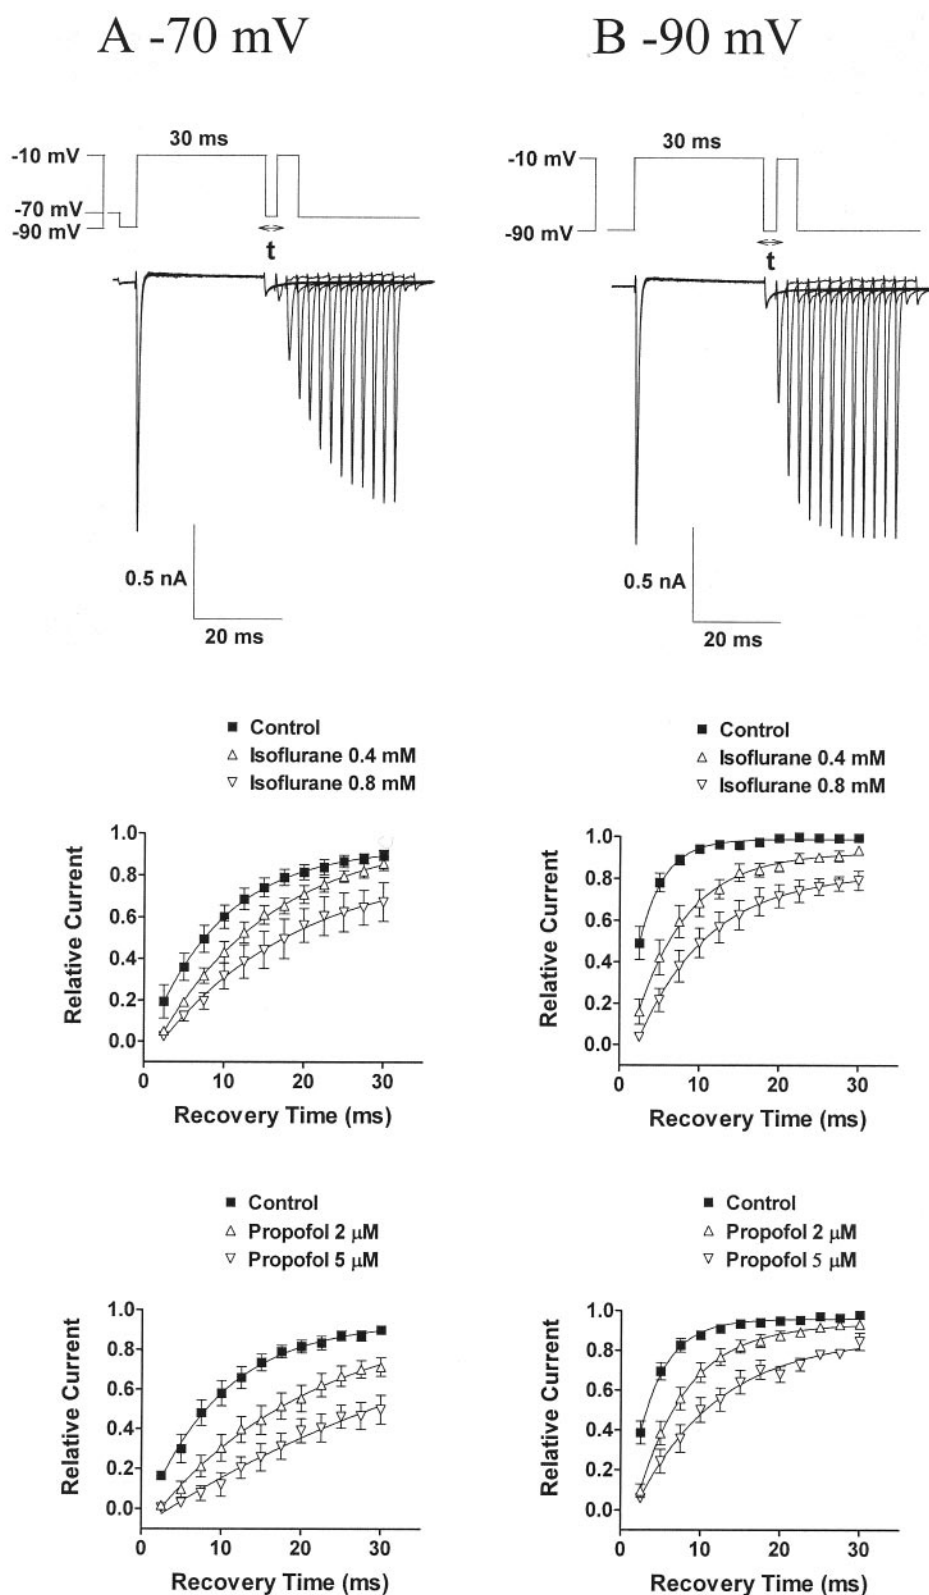 A -70 mV
B -90 mV
30 ms
-10 mV
-70 mV
-90 mV
t
0.5 nA
20 ms
30 ms
-10 mV
-90 mV
t
0.5 nA
20 ms
Control
Isoflurane 0.4 mM
Isoflurane 0.8 mM
1.0
0.8
0.6
0.4
0.2
0.0
Relative Current
0 10 20 30
Recovery Time (ms)
Control
Isoflurane 0.4 mM
Isoflurane 0.8 mM
1.0
0.8
0.6
0.4
0.2
0.0
Relative Current
0 10 20 30
Recovery Time (ms)
Control
Propofol 2 μM
Propofol 5 μM
1.0
0.8
0.6
0.4
0.2
0.0
Relative Current
0 10 20 30
Recovery Time (ms)
Control
Propofol 2 μM
Propofol 5 μM
1.0
0.8
0.6
0.4
0.2
0.0
Relative Current
0 10 20 30
Recovery Time (ms)